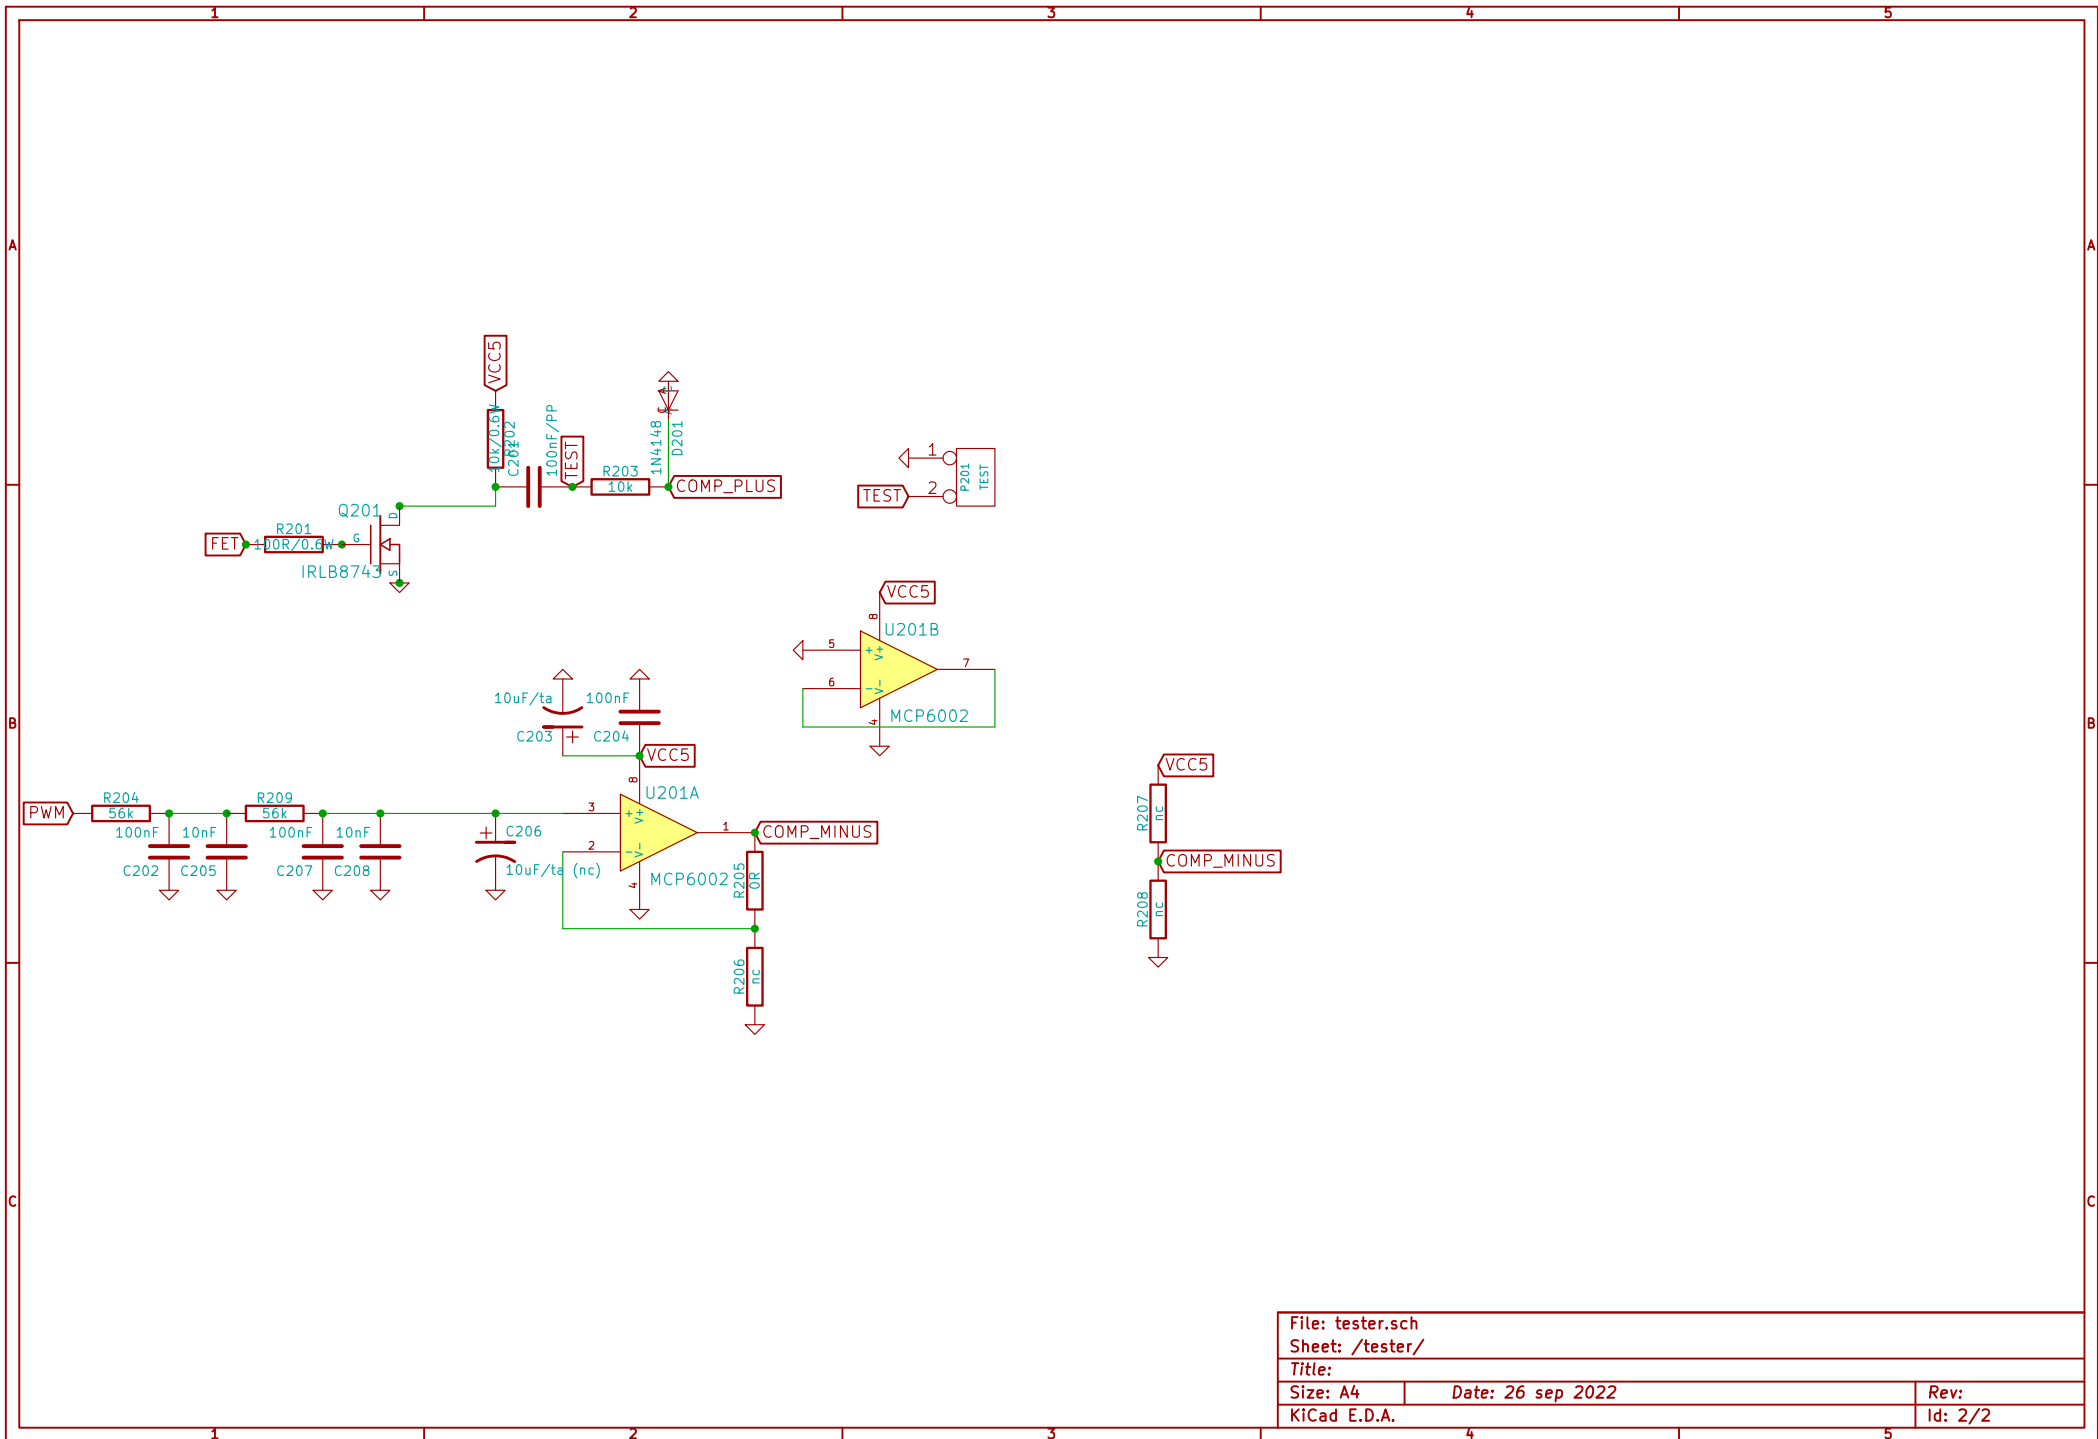 1 2 3 4 5
A A
VCC5
10k/0.6W
R202
C201
100nF/PP
TEST
R203
10k
1N4148
D201
A
COMP_PLUS
1
2
TEST
P201
TEST
Q201
D
G
S
IRLB8743
FET
R201
100R/0.6W
VCC5
8
U201B
5
+
V+
7
6
-
V-
4
MCP6002
B B
10uF/ta
C203
+
100nF
C204
VCC5
8
U201A
PWM
R204
56k
R209
56k
100nF
C202
10nF
C205
100nF
C207
10nF
C208
+
C206
10uF/ta (nc)
3
+
V+
1
2
-
V-
4
MCP6002
COMP_MINUS
R205
0R
R206
nc
VCC5
R207
nc
COMP_MINUS
R208
nc
C C
File: tester.sch
Sheet: /tester/
Title:
Size: A4 Date: 26 sep 2022 Rev:
KiCad E.D.A. Id: 2/2
1 2 3 4 5